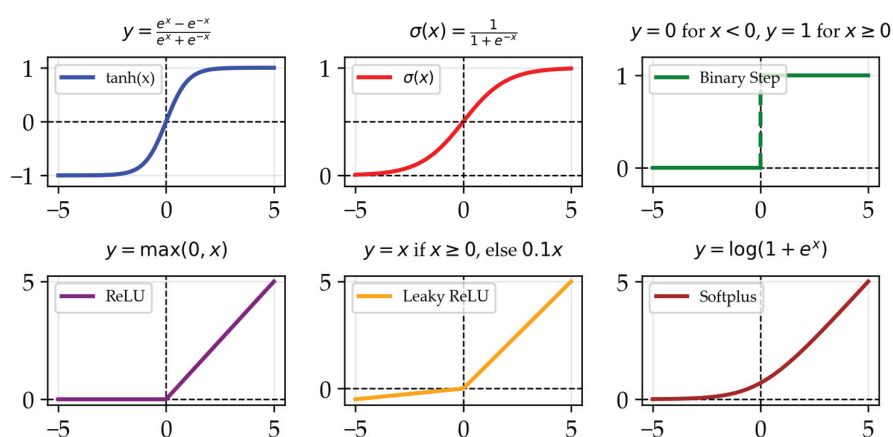 y = \frac{e^x - e^{-x}}{e^x + e^{-x}}
σ(x) = \frac{1}{1 + e^{-x}}
y = 0 for x < 0, y = 1 for x ≥ 0
1
tanh(x)
0
−1
−5
0
5
1
σ(x)
0
−5
0
5
1
Binary Step
0
−5
0
5
y = max(0, x)
y = x if x ≥ 0, else 0.1x
y = log(1 + e^x)
5
ReLU
0
−5
0
5
5
Leaky ReLU
0
−5
0
5
5
Softplus
0
−5
0
5